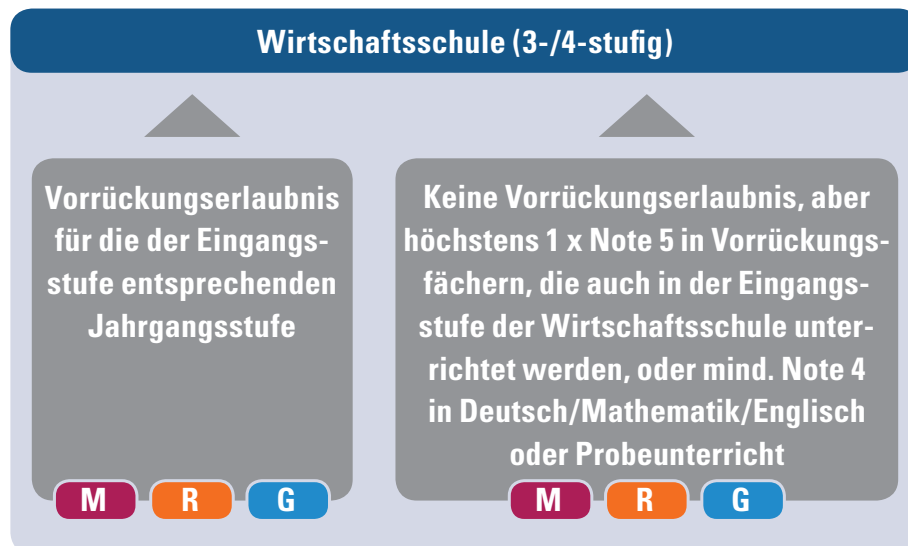 Wirtschaftsschule (3-/4-stufig)
Vorrückungserlaubnis
für die der Eingangs-
stufe entsprechenden
Jahrgangsstufe
M R G
Keine Vorrückungserlaubnis, aber
höchstens 1 x Note 5 in Vorrückungs-
fächern, die auch in der Eingangs-
stufe der Wirtschaftsschule unter-
richtet werden, oder mind. Note 4
in Deutsch/Mathematik/Englisch
oder Probeunterricht
M R G